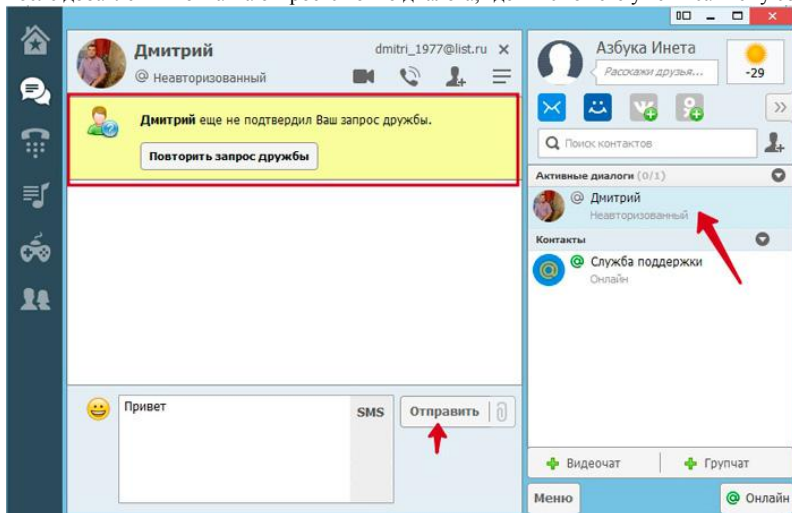 Дмитрий
dmitri_1977@list.ru
Неавторизованный
Дмитрий еще не подтвердил Ваш запрос дружбы.
Повторить запрос дружбы
Привет
SMS
Отправить
Азбука Инета
Расскажи друзья...
-29
Поиск контактов
Активные диалоги (0/1)
Дмитрий
Неавторизованный
Контакты
Служба поддержки
Онлайн
Видеочат
Групчат
Меню
Онлайн